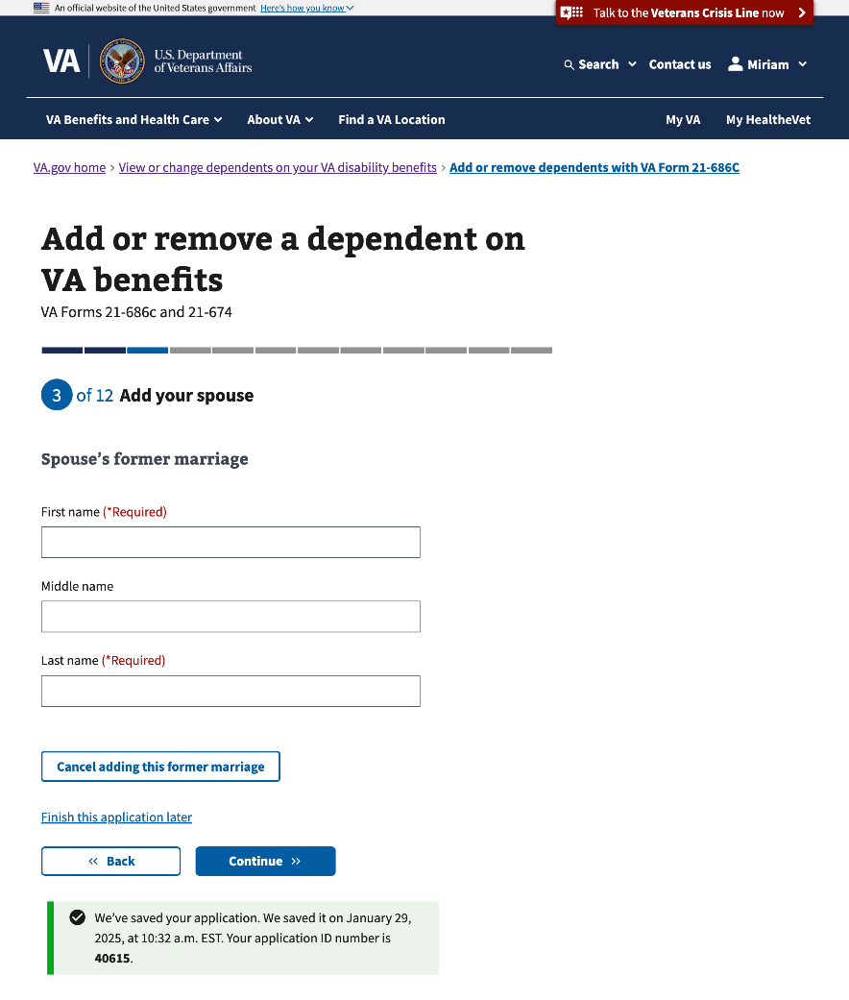 An official website of the United States government Here's how you know
Talk to the Veterans Crisis Line now
VA
U.S. Department
of Veterans Affairs
Search
Contact us
Miriam
VA Benefits and Health Care
About VA
Find a VA Location
My VA
My HealtheVet
VA.gov home › View or change dependents on your VA disability benefits › Add or remove dependents with VA Form 21-686C
Add or remove a dependent on
VA benefits
VA Forms 21-686c and 21-674
3 of 12 Add your spouse
Spouse’s former marriage
First name (*Required)
Middle name
Last name (*Required)
Cancel adding this former marriage
Finish this application later
Back
Continue
We’ve saved your application. We saved it on January 29,
2025, at 10:32 a.m. EST. Your application ID number is
40615.